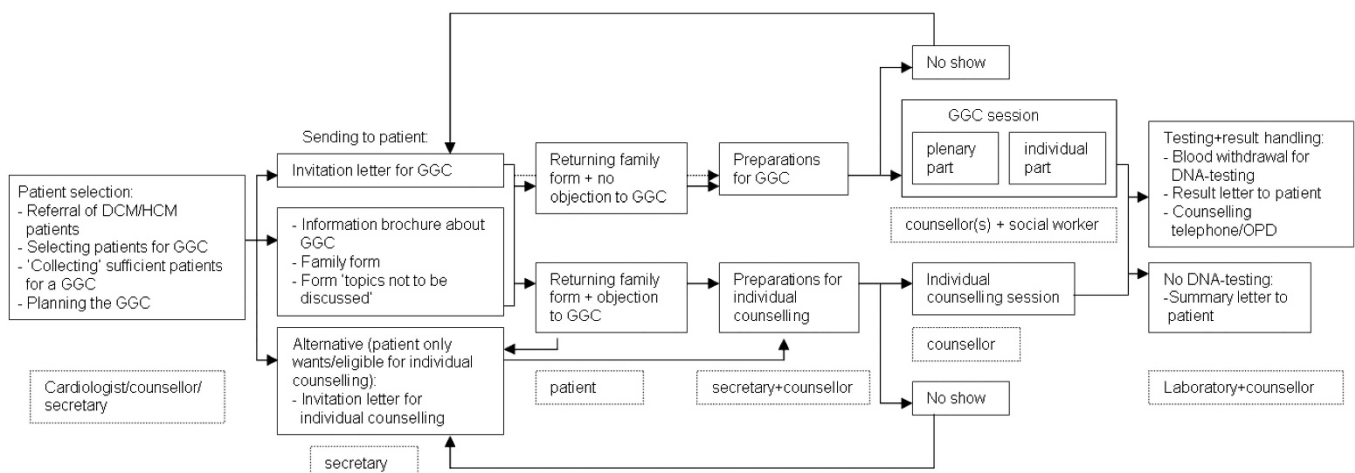 No show
Sending to patient:
GGC session
plenary
part
individual
part
Patient selection:
- Referral of DCM/HCM
patients
- Selecting patients for GGC
- 'Collecting' sufficient patients
for a GGC
- Planning the GGC
Invitation letter for GGC
Returning family
form + no
objection to GGC
Preparations
for GGC
Testing+result handling:
- Blood withdrawal for
DNA-testing
- Result letter to patient
- Counselling
telephone/OPD
- Information brochure about
GGC
- Family form
- Form 'topics not to be
discussed'
counsellor(s) + social worker
Returning family
form + objection
to GGC
Preparations for
individual
counselling
Individual
counselling session
No DNA-testing:
-Summary letter to
patient
Alternative (patient only
wants/eligible for individual
counselling):
- Invitation letter for
individual counselling
counsellor
Cardiologist/counsellor/
secretary
patient
secretary+counsellor
Laboratory+counsellor
No show
secretary